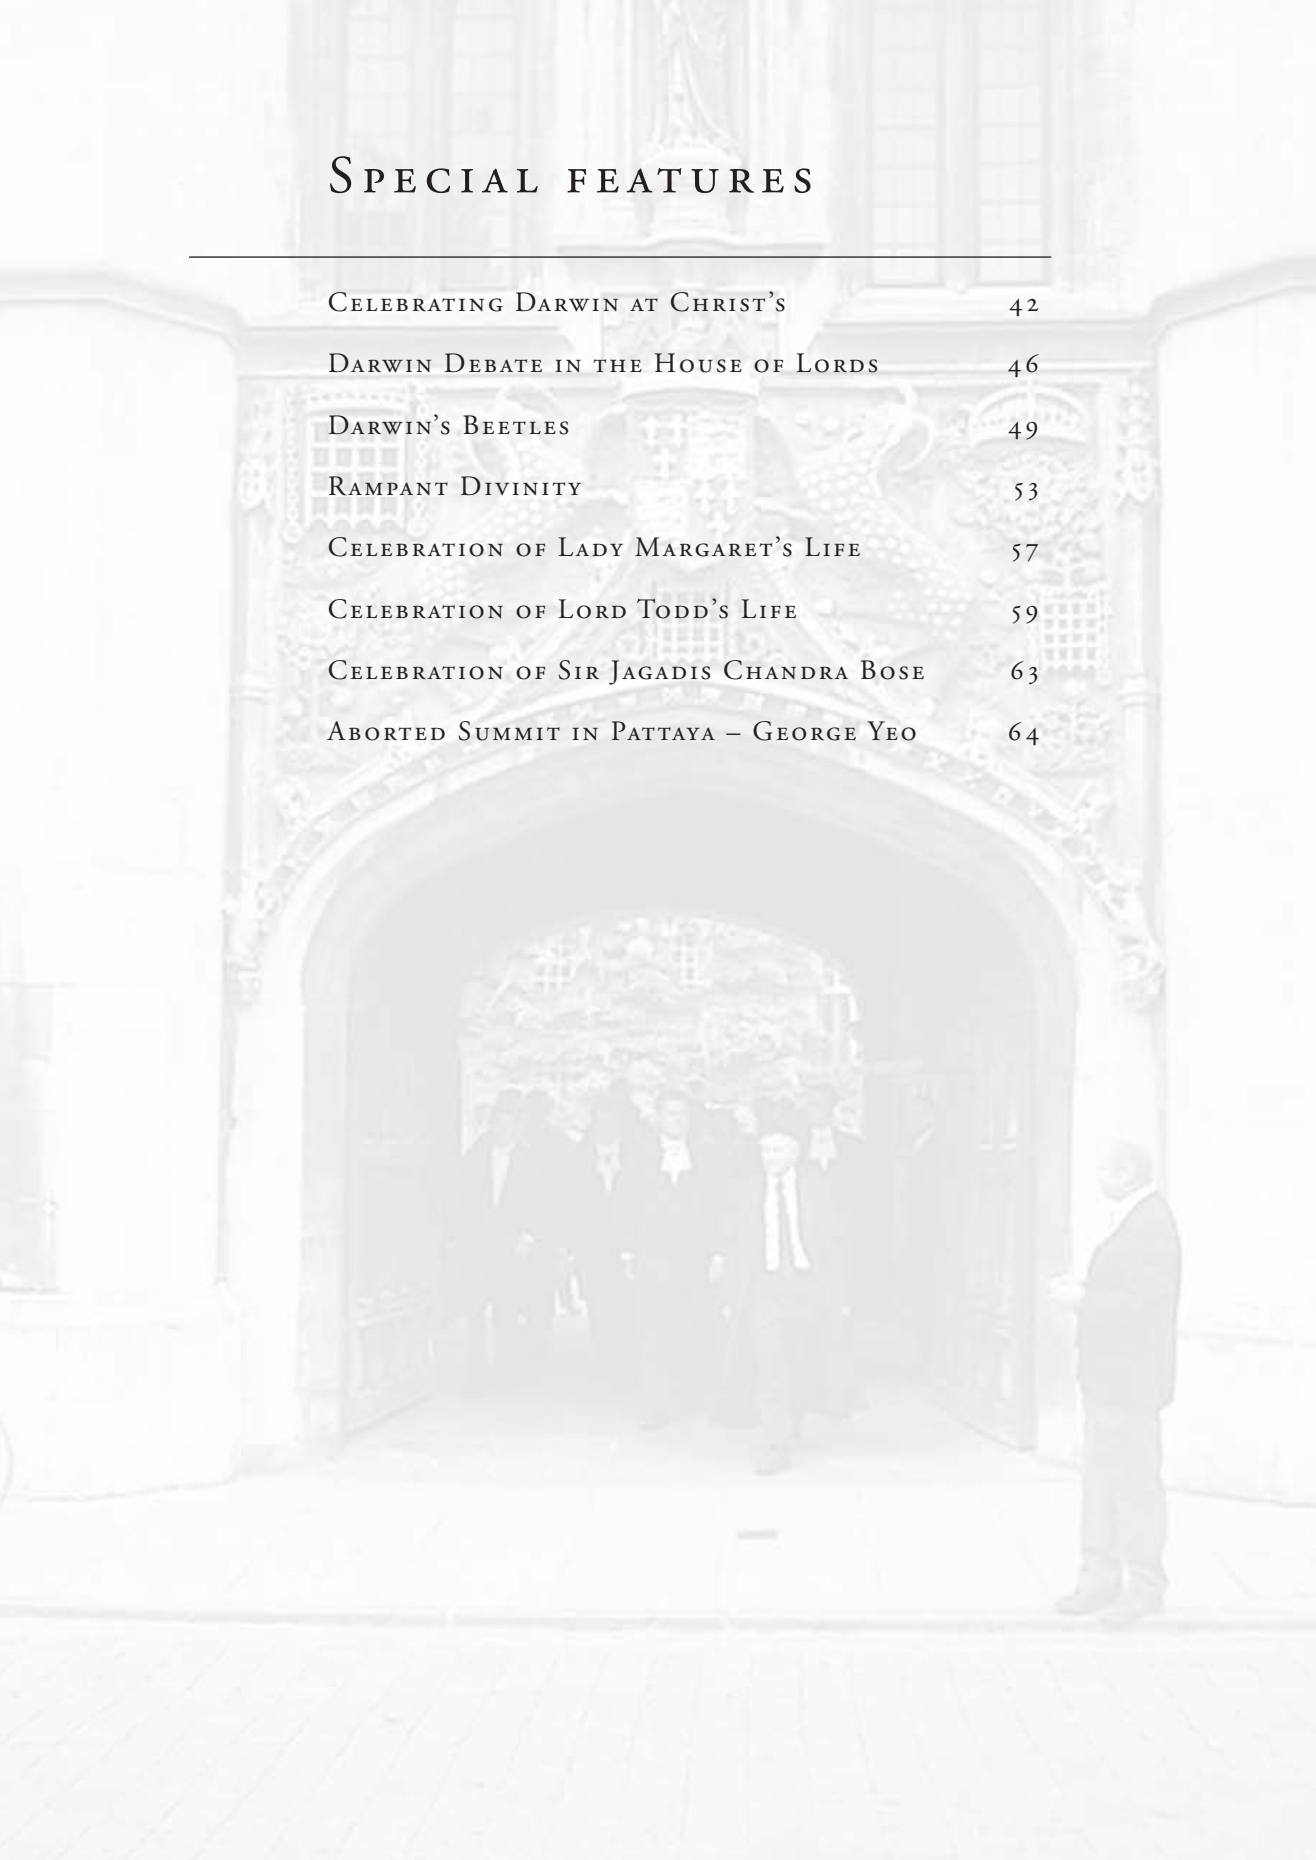 Special features
Celebrating Darwin at Christ’s 42
Darwin Debate in the House of Lords 46
Darwin’s Beetles 49
Rampant Divinity 53
Celebration of Lady Margaret’s Life 57
Celebration of Lord Todd’s Life 59
Celebration of Sir Jagadis Chandra Bose 63
Aborted Summit in Pattaya – George Yeo 64